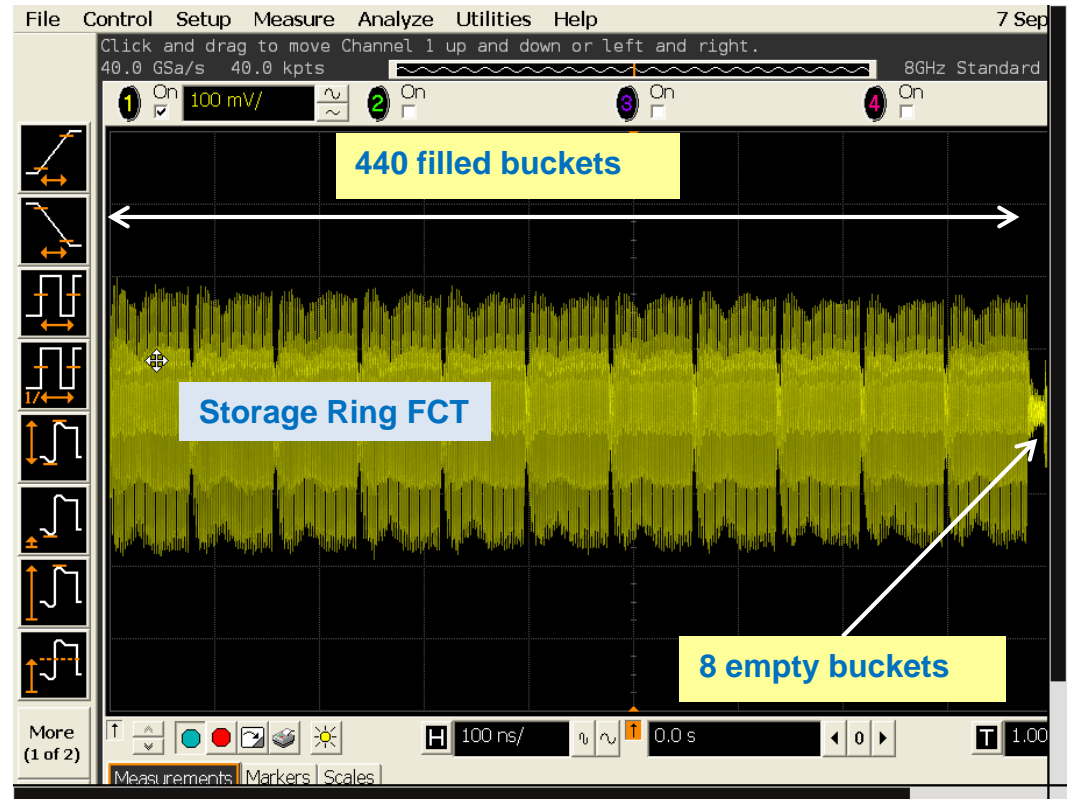 File Control Setup Measure Analyze Utilities Help 7 Sep
Click and drag to move Channel 1 up and down or left and right.
40.0 GSa/s 40.0 kpts 8GHz Standard
1 On 100 mV/ 2 On 3 On 4 On
440 filled buckets
Storage Ring FCT
8 empty buckets
1/
More
(1 of 2)
H 100 ns/ 0.0 s 0 T 1.00
Measurements Markers Scales